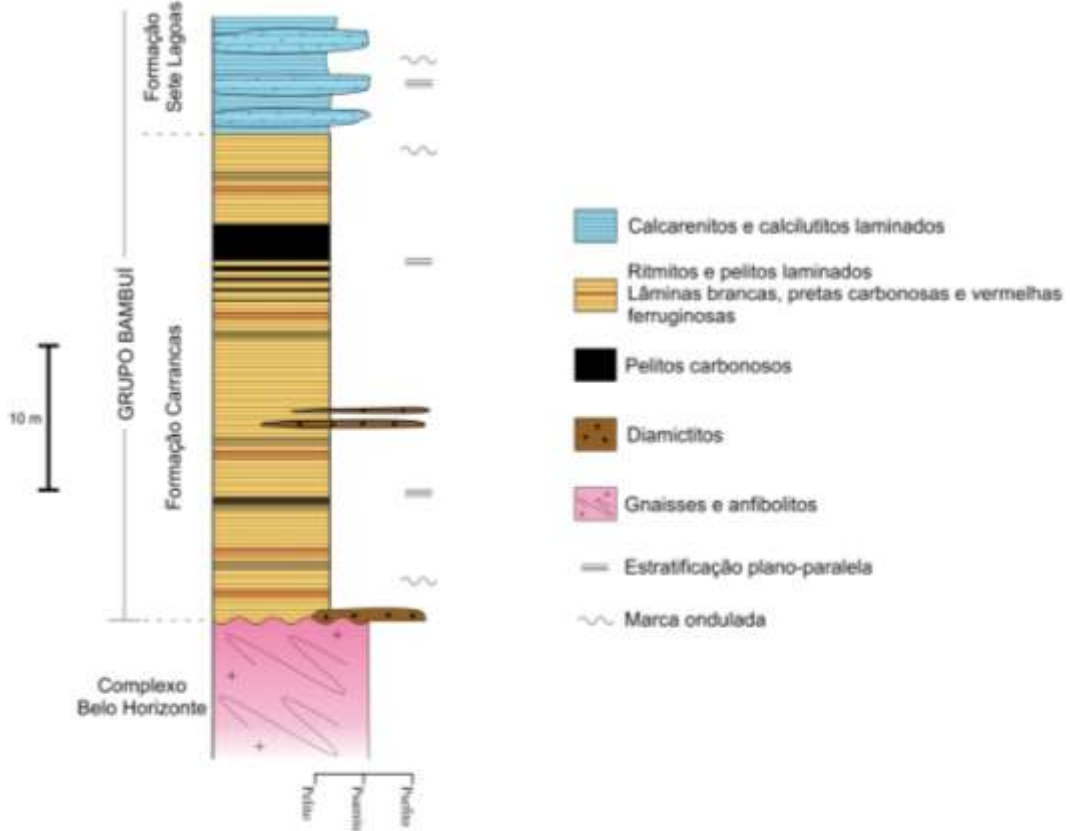 Formação
Sete Lagoas
GRUPO BAMBUÍ
Formação Carrancas
10 m
Complexo
Belo Horizonte
Pelito
Psamito
Psefito
Calcarenitos e calcilutitos laminados
Ritmitos e pelitos laminados
Lâminas brancas, pretas carbonosas e vermelhas
ferruginosas
Pelitos carbonosos
Diamictitos
Gnaisses e anfibolitos
Estratificação plano-paralela
Marca ondulada